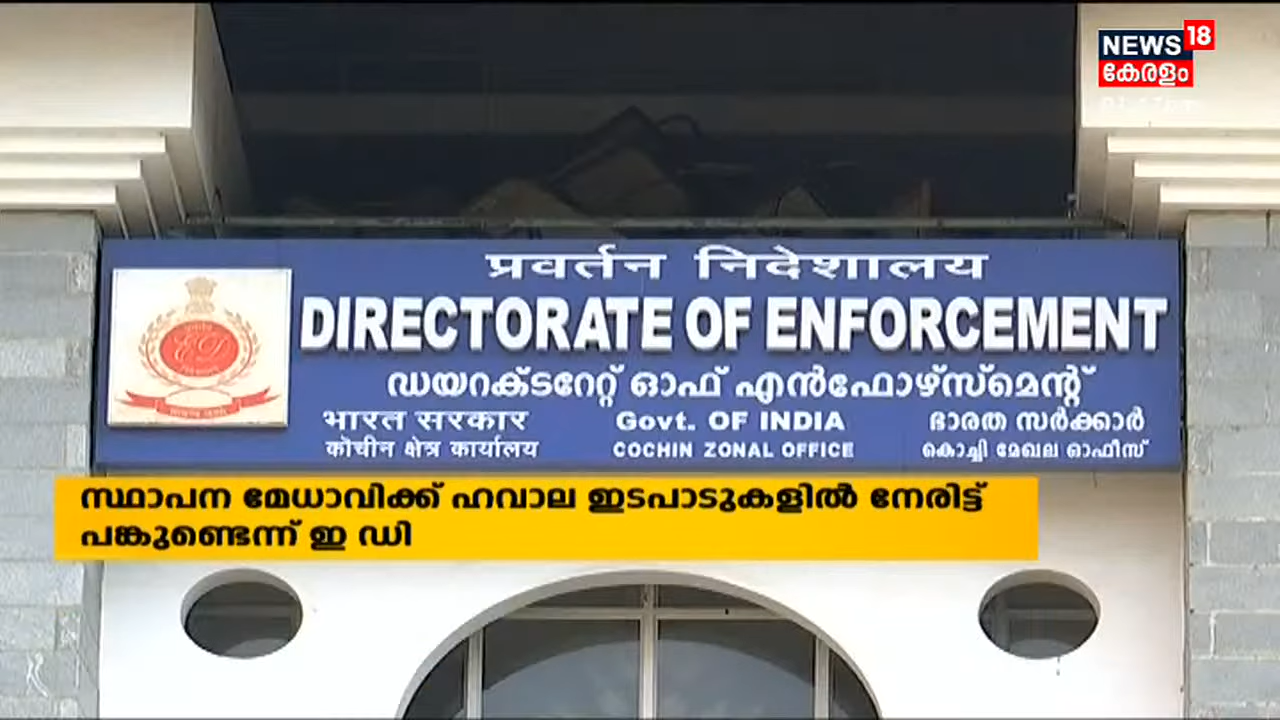 NEWS 18
കേരളം
प्रवर्तन निदेशालय
DIRECTORATE OF ENFORCEMENT
ഡയറക്ടറേറ്റ് ഓഫ് എൻഫോഴ്സ്മെന്റ്
भारत सरकार Govt. OF INDIA ഭാരത സർക്കാർ
कोचीन क्षेत्र कार्यालय COCHIN ZONAL OFFICE കൊച്ചി മേഖല ഓഫീസ്
സ്ഥാപന മേധാവിക്ക് ഹവാല ഇടപാടുകളിൽ നേരിട്ട്
പങ്കുണ്ടെന്ന് ഇ ഡി